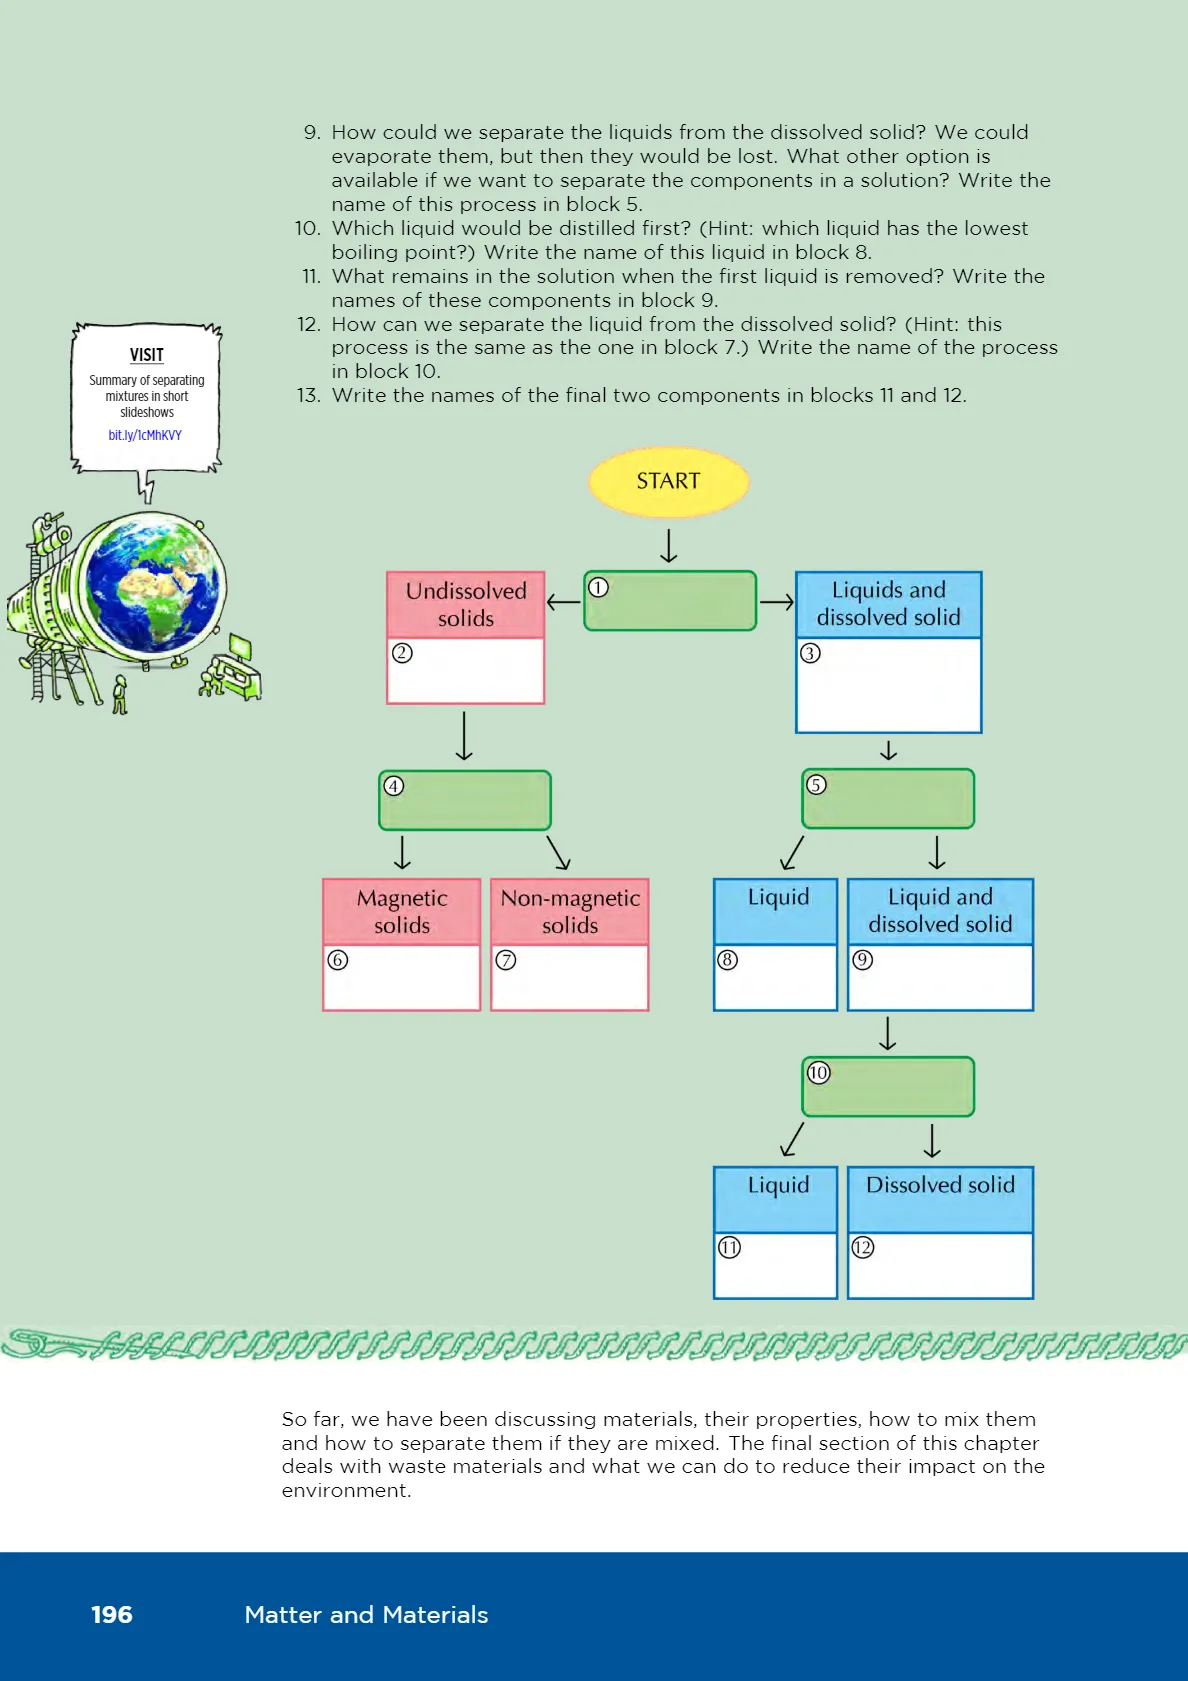 9. How could we separate the liquids from the dissolved solid? We could
evaporate them, but then they would be lost. What other option is
available if we want to separate the components in a solution? Write the
name of this process in block 5.
10. Which liquid would be distilled first? (Hint: which liquid has the lowest
boiling point?) Write the name of this liquid in block 8.
11. What remains in the solution when the first liquid is removed? Write the
names of these components in block 9.
12. How can we separate the liquid from the dissolved solid? (Hint: this
process is the same as the one in block 7.) Write the name of the process
in block 10.
13. Write the names of the final two components in blocks 11 and 12.
VISIT
Summary of separating
mixtures in short
slideshows
bit.ly/1cMhKVY
START
Undissolved
solids
1
Liquids and
dissolved solid
2
3
4
5
Magnetic
solids
Non-magnetic
solids
Liquid
Liquid and
dissolved solid
6
7
8
9
10
Liquid
Dissolved solid
11
12
So far, we have been discussing materials, their properties, how to mix them
and how to separate them if they are mixed. The final section of this chapter
deals with waste materials and what we can do to reduce their impact on the
environment.
196
Matter and Materials